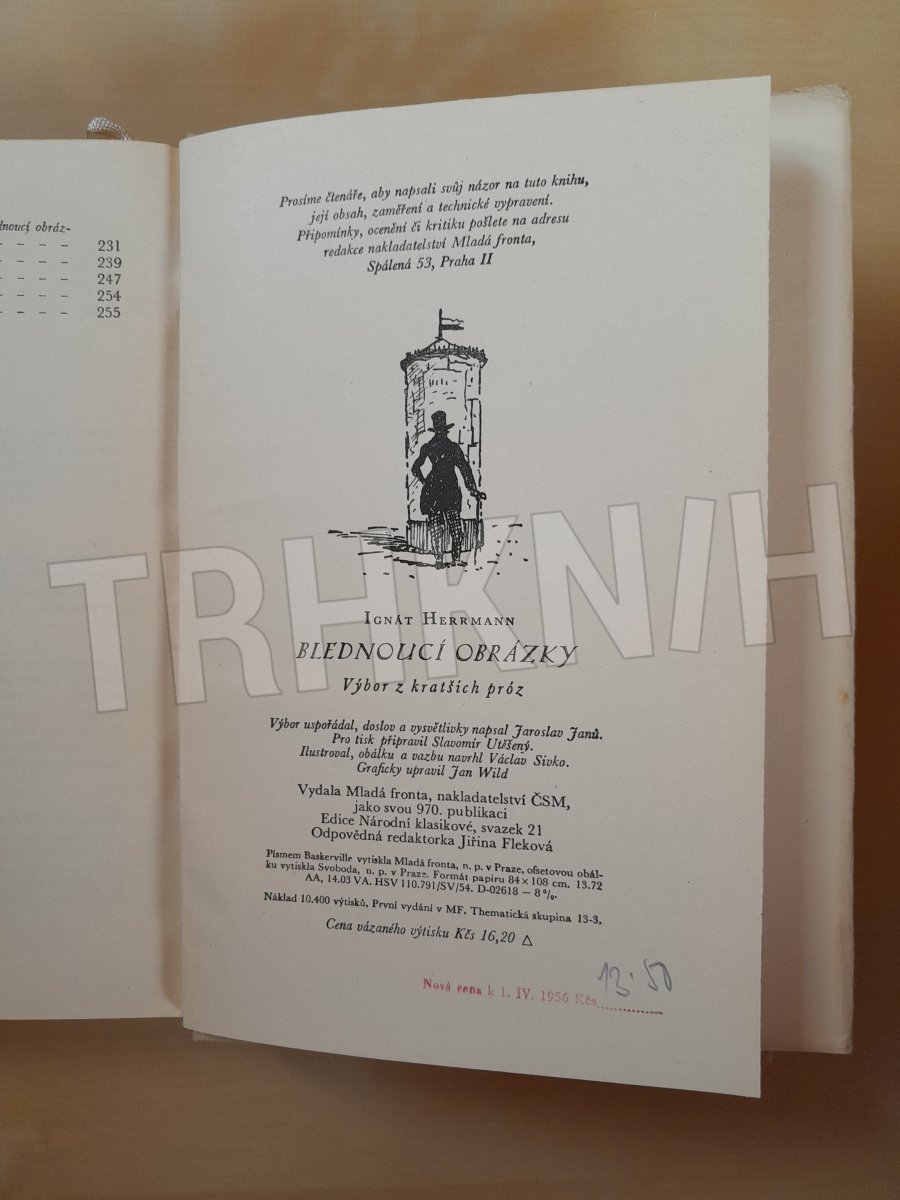 dnoucí obráz-
– – – – 231
– – – – 239
– – – – 247
– – – – 254
– – – – 255
Prosíme čtenáře, aby napsali svůj názor na tuto knihu,
její obsah, zaměření a technické vypravení.
Připomínky, ocenění či kritiku pošlete na adresu
redakce nakladatelství Mladá fronta,
Spálená 53, Praha II
TRHKNIH
IGNÁT HERRMANN
BLEDNOUCÍ OBRÁZKY
Výbor z kratších próz
Výbor uspořádal, doslov a vysvětlivky napsal Jaroslav Janů.
Pro tisk připravil Slavomír Utěšený.
Ilustroval, obálku a vazbu navrhl Václav Sivko.
Graficky upravil Jan Wild
Vydala Mladá fronta, nakladatelství ČSM,
jako svou 970. publikaci
Edice Národní klasikové, svazek 21
Odpovědná redaktorka Jiřina Fleková
Písmem Baskerville vytiskla Mladá fronta, n. p. v Praze, ofsetovou obál-
ku vytiskla Svoboda, n. p. v Praze. Formát papíru 84 × 108 cm. 13.72
AA, 14.03 VA. HSV 110.791/SV/54. D-02618 – 8%.
Náklad 10.400 výtisků. První vydání v MF. Thematická skupina 13-3.
Cena vázaného výtisku Kčs 16,20 △
Nová cena k 1. IV. 1956 Kčs 13·50